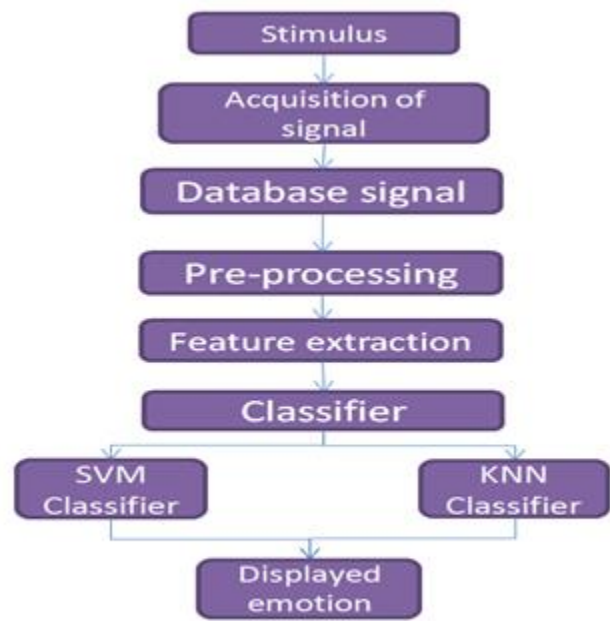 Stimulus
Acquisition of
signal
Database signal
Pre-processing
Feature extraction
Classifier
SVM
Classifier
KNN
Classifier
Displayed
emotion